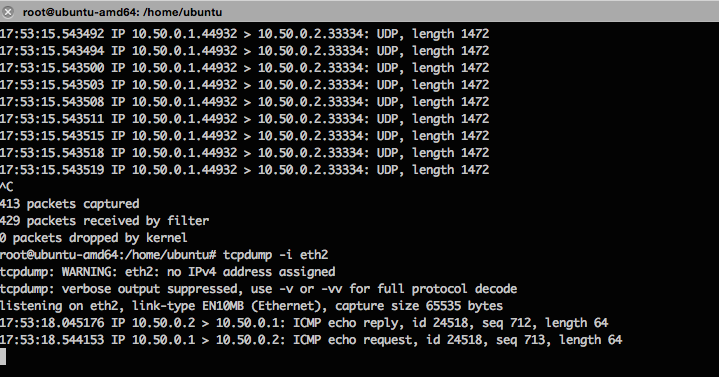 root@ubuntu-amd64: /home/ubuntu
17:53:15.543492 IP 10.50.0.1.44932 > 10.50.0.2.33334: UDP, length 1472
17:53:15.543494 IP 10.50.0.1.44932 > 10.50.0.2.33334: UDP, length 1472
17:53:15.543500 IP 10.50.0.1.44932 > 10.50.0.2.33334: UDP, length 1472
17:53:15.543503 IP 10.50.0.1.44932 > 10.50.0.2.33334: UDP, length 1472
17:53:15.543508 IP 10.50.0.1.44932 > 10.50.0.2.33334: UDP, length 1472
17:53:15.543511 IP 10.50.0.1.44932 > 10.50.0.2.33334: UDP, length 1472
17:53:15.543515 IP 10.50.0.1.44932 > 10.50.0.2.33334: UDP, length 1472
17:53:15.543518 IP 10.50.0.1.44932 > 10.50.0.2.33334: UDP, length 1472
17:53:15.543519 IP 10.50.0.1.44932 > 10.50.0.2.33334: UDP, length 1472
^C
413 packets captured
429 packets received by filter
0 packets dropped by kernel
root@ubuntu-amd64:/home/ubuntu# tcpdump -i eth2
tcpdump: WARNING: eth2: no IPv4 address assigned
tcpdump: verbose output suppressed, use -v or -vv for full protocol decode
listening on eth2, link-type EN10MB (Ethernet), capture size 65535 bytes
17:53:18.045176 IP 10.50.0.2 > 10.50.0.1: ICMP echo reply, id 24518, seq 712, length 64
17:53:18.544153 IP 10.50.0.1 > 10.50.0.2: ICMP echo request, id 24518, seq 713, length 64